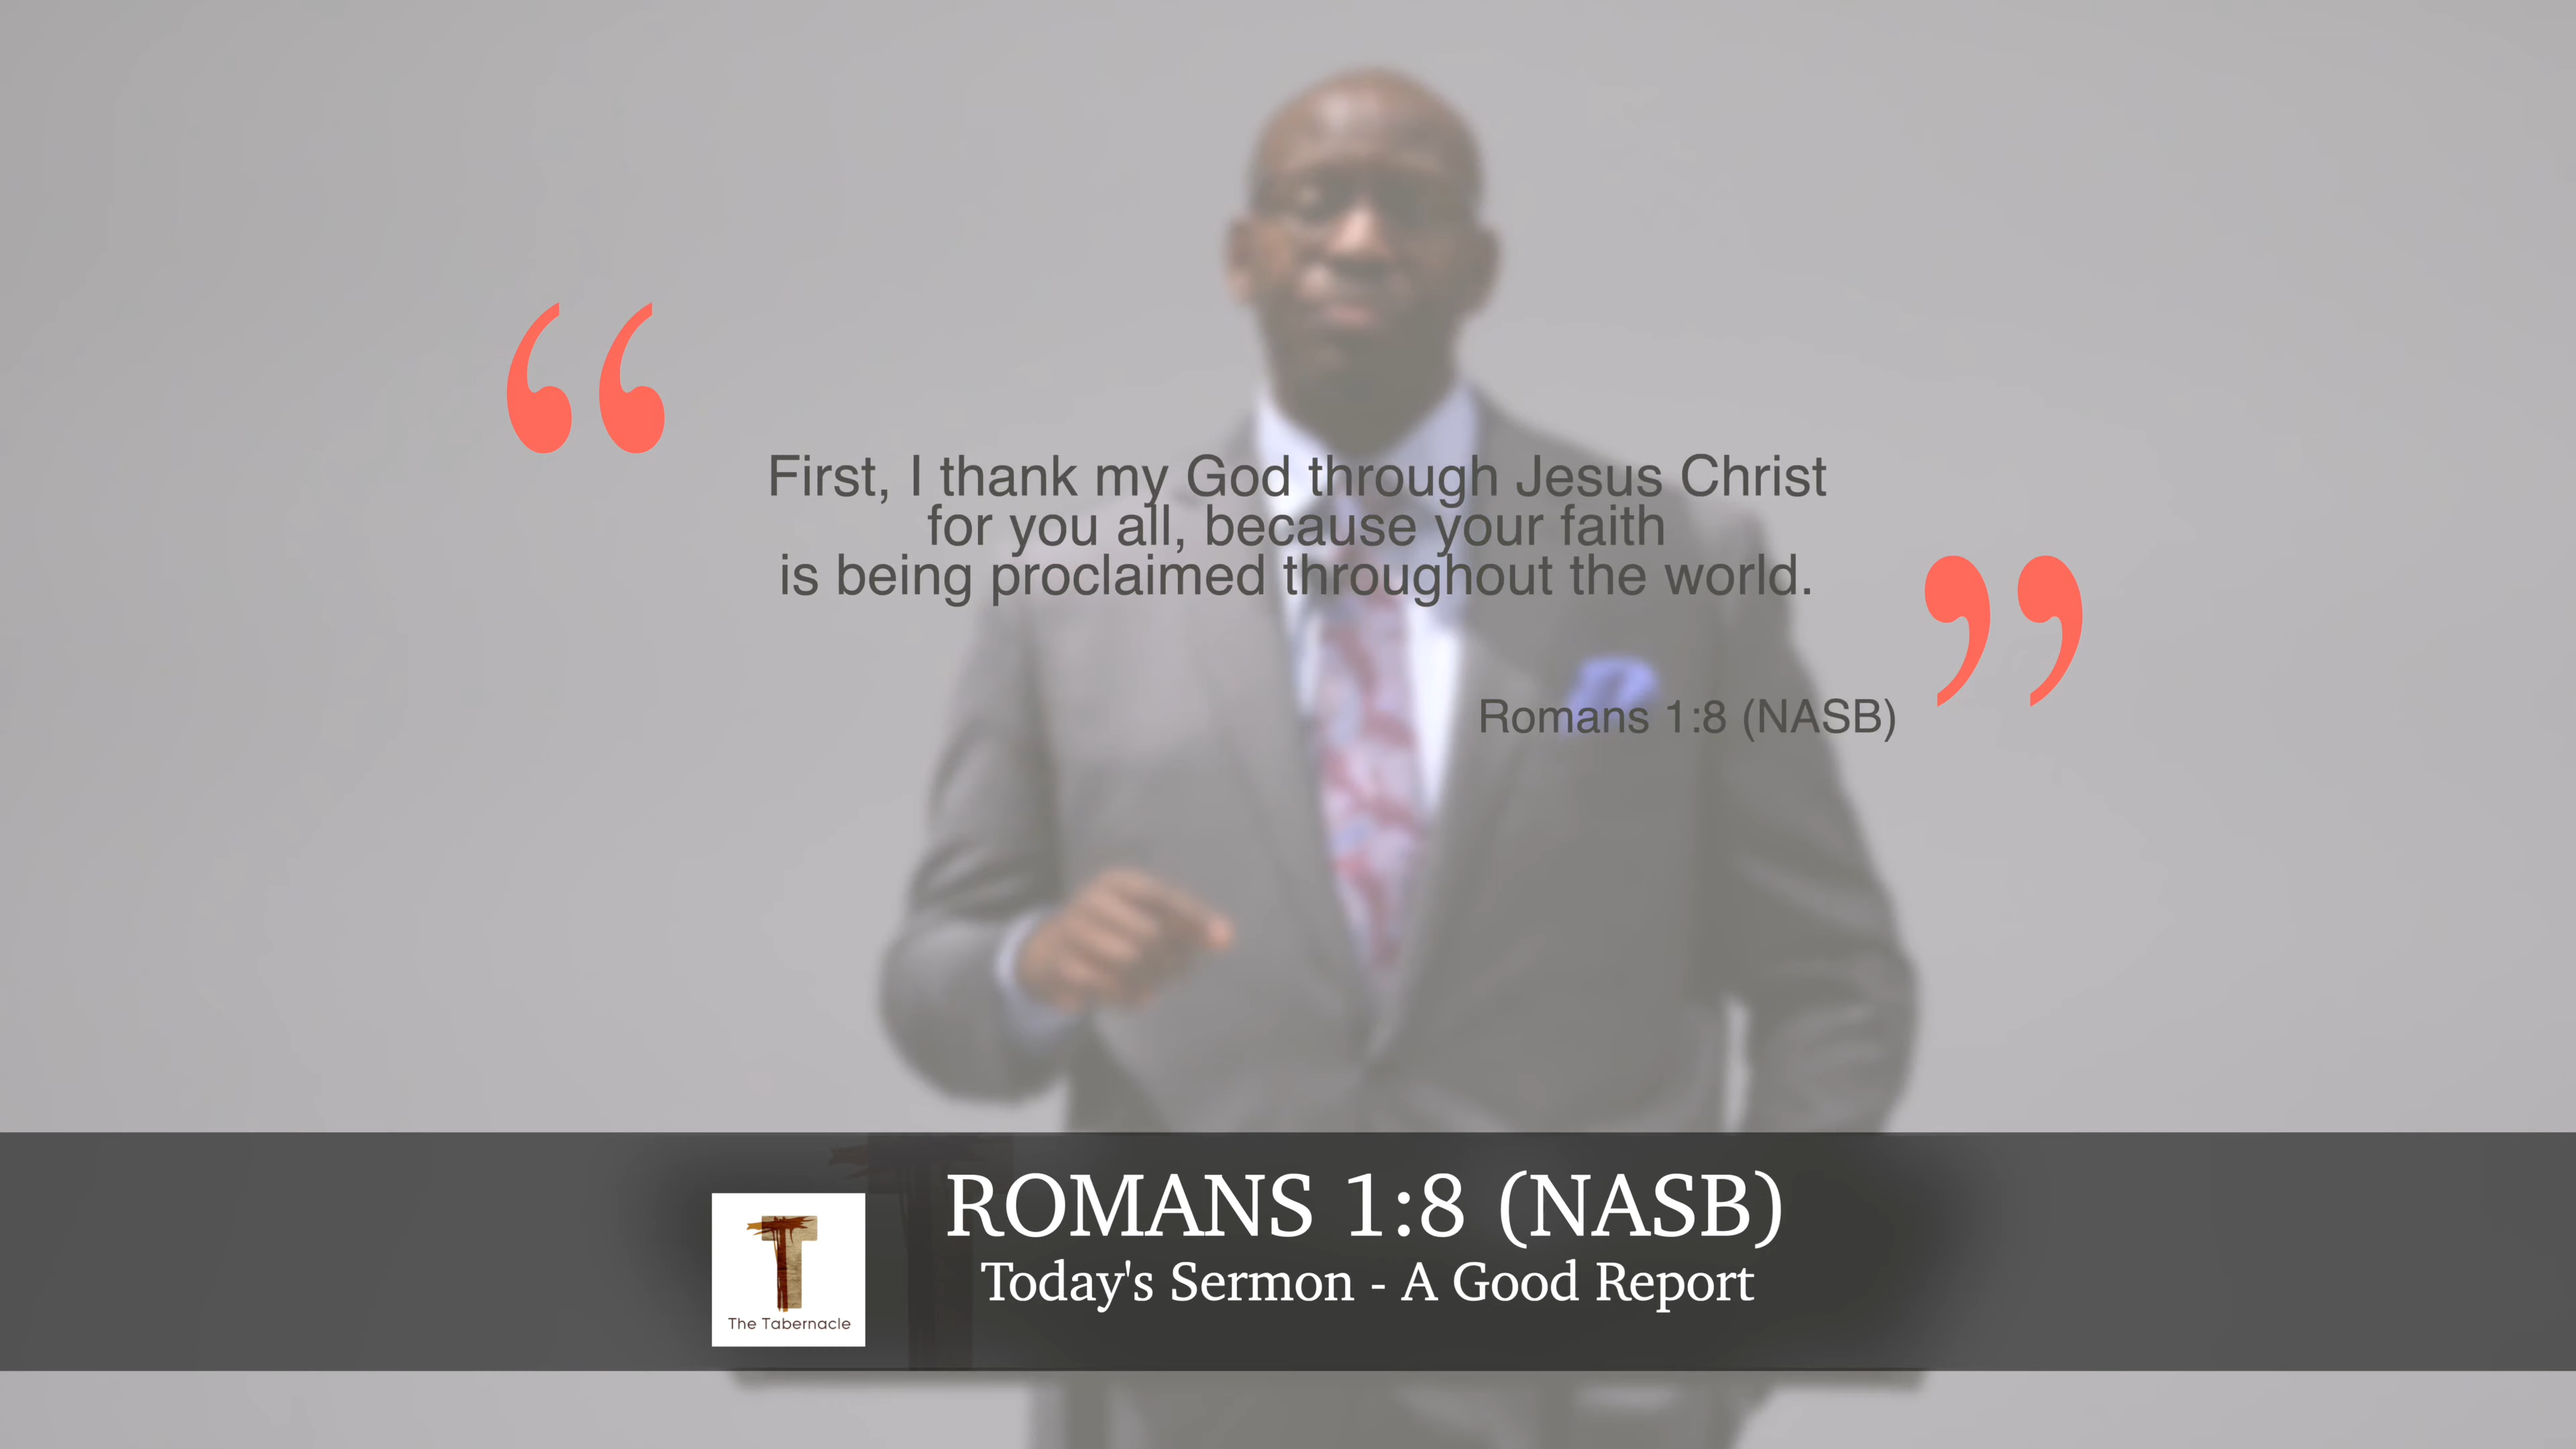 “
First, I thank my God through Jesus Christ
for you all, because your faith
is being proclaimed throughout the world.
”
Romans 1:8 (NASB)
ROMANS 1:8 (NASB)
Today's Sermon - A Good Report
T
The Tabernacle